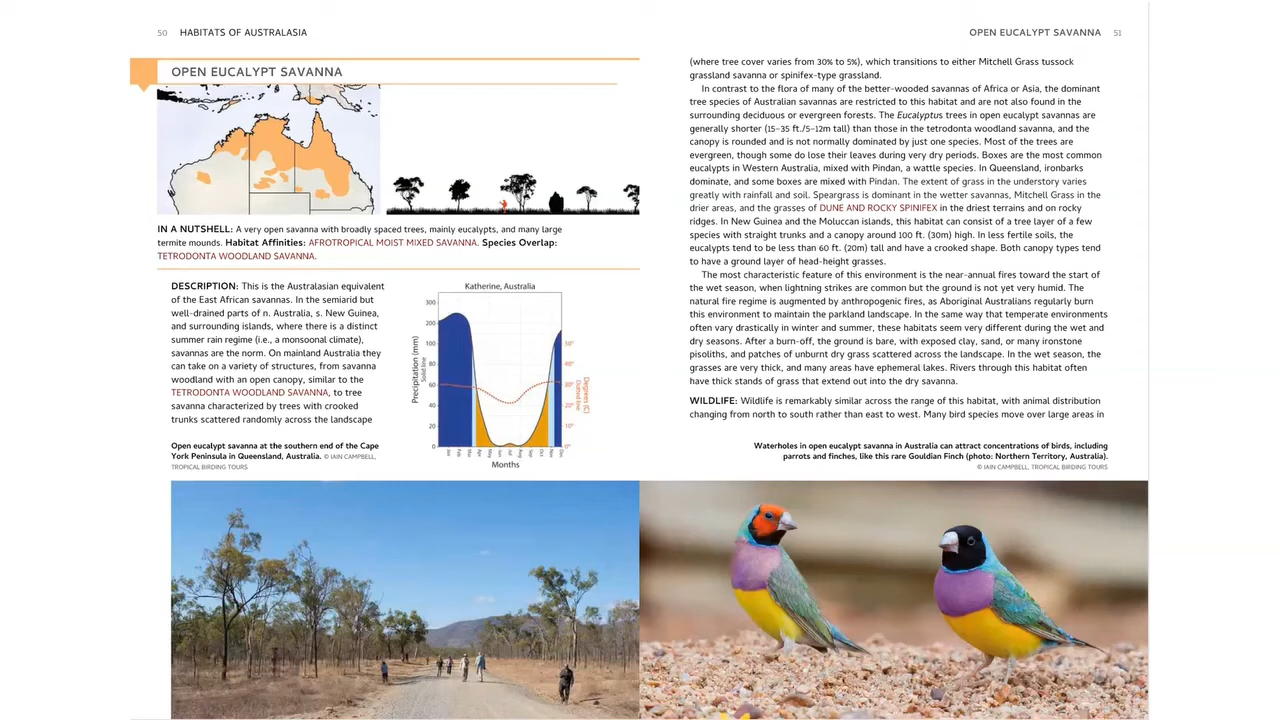 50 HABITATS OF AUSTRALASIA
OPEN EUCALYPT SAVANNA
IN A NUTSHELL: A very open savanna with broadly spaced trees, mainly eucalypts, and many large
termite mounds. Habitat Affinities: AFROTROPICAL MOIST MIXED SAVANNA. Species Overlap:
TETRODONTA WOODLAND SAVANNA.
DESCRIPTION: This is the Australasian equivalent
of the East African savannas. In the semiarid but
well-drained parts of n. Australia, s. New Guinea,
and surrounding islands, where there is a distinct
summer rain regime (i.e., a monsoonal climate),
savannas are the norm. On mainland Australia they
can take on a variety of structures, from savanna
woodland with an open canopy, similar to the
TETRODONTA WOODLAND SAVANNA, to tree
savanna characterized by trees with crooked
trunks scattered randomly across the landscape
Katherine, Australia
Precipitation (mm)
Solid line
300
200
100
80
60
40
20
0
50°
40°
30°
20°
10°
0°
Degrees (C)
Dotted line
Jan Feb Mar Apr May Jun Jul Aug Sep Oct Nov Dec
Months
Open eucalypt savanna at the southern end of the Cape
York Peninsula in Queensland, Australia. © IAIN CAMPBELL,
TROPICAL BIRDING TOURS
OPEN EUCALYPT SAVANNA 51
(where tree cover varies from 30% to 5%), which transitions to either Mitchell Grass tussock
grassland savanna or spinifex-type grassland.
In contrast to the flora of many of the better-wooded savannas of Africa or Asia, the dominant
tree species of Australian savannas are restricted to this habitat and are not also found in the
surrounding deciduous or evergreen forests. The Eucalyptus trees in open eucalypt savannas are
generally shorter (15–35 ft./5–12m tall) than those in the tetrodonta woodland savanna, and the
canopy is rounded and is not normally dominated by just one species. Most of the trees are
evergreen, though some do lose their leaves during very dry periods. Boxes are the most common
eucalypts in Western Australia, mixed with Pindan, a wattle species. In Queensland, ironbarks
dominate, and some boxes are mixed with Pindan. The extent of grass in the understory varies
greatly with rainfall and soil. Speargrass is dominant in the wetter savannas, Mitchell Grass in the
drier areas, and the grasses of DUNE AND ROCKY SPINIFEX in the driest terrains and on rocky
ridges. In New Guinea and the Moluccan islands, this habitat can consist of a tree layer of a few
species with straight trunks and a canopy around 100 ft. (30m) high. In less fertile soils, the
eucalypts tend to be less than 60 ft. (20m) tall and have a crooked shape. Both canopy types tend
to have a ground layer of head-height grasses.
The most characteristic feature of this environment is the near-annual fires toward the start of
the wet season, when lightning strikes are common but the ground is not yet very humid. The
natural fire regime is augmented by anthropogenic fires, as Aboriginal Australians regularly burn
this environment to maintain the parkland landscape. In the same way that temperate environments
often vary drastically in winter and summer, these habitats seem very different during the wet and
dry seasons. After a burn-off, the ground is bare, with exposed clay, sand, or many ironstone
pisoliths, and patches of unburnt dry grass scattered across the landscape. In the wet season, the
grasses are very thick, and many areas have ephemeral lakes. Rivers through this habitat often
have thick stands of grass that extend out into the dry savanna.
WILDLIFE: Wildlife is remarkably similar across the range of this habitat, with animal distribution
changing from north to south rather than east to west. Many bird species move over large areas in
Waterholes in open eucalypt savanna in Australia can attract concentrations of birds, including
parrots and finches, like this rare Gouldian Finch (photo: Northern Territory, Australia).
© IAIN CAMPBELL, TROPICAL BIRDING TOURS